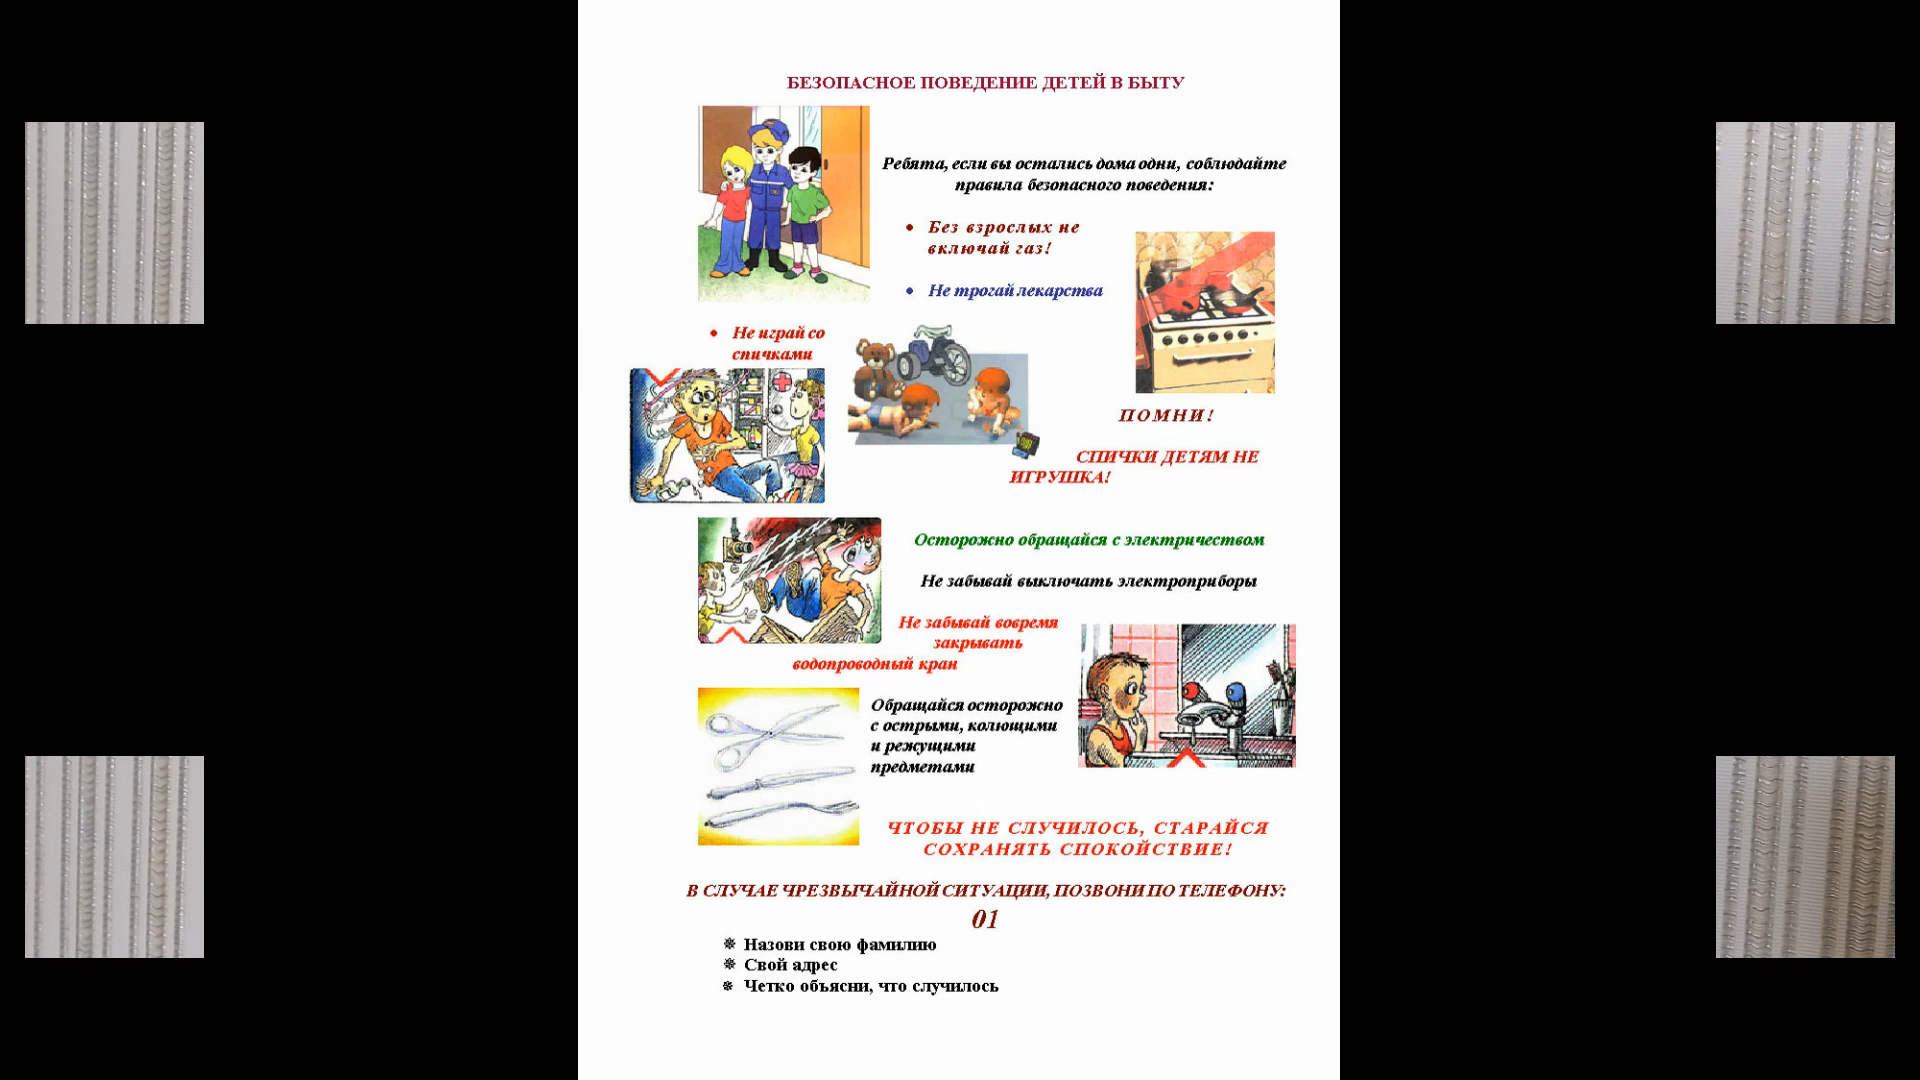 БЕЗОПАСНОЕ ПОВЕДЕНИЕ ДЕТЕЙ В БЫТУ
Ребята, если вы остались дома одни, соблюдайте
правила безопасного поведения:
Без взрослых не
включай газ!
Не трогай лекарства
Не играй со
спичками
ПОМНИ!
СПИЧКИ ДЕТЯМ НЕ
ИГРУШКА!
Осторожно обращайся с электричеством
Не забывай выключать электроприборы
Не забывай вовремя
закрывать
водопроводный кран
Обращайся осторожно
с острыми, колющими
и режущими
предметами
ЧТОБЫ НЕ СЛУЧИЛОСЬ, СТАРАЙСЯ
СОХРАНЯТЬ СПОКОЙСТВИЕ!
В СЛУЧАЕ ЧРЕЗВЫЧАЙНОЙ СИТУАЦИИ, ПОЗВОНИ ПО ТЕЛЕФОНУ:
01
Назови свою фамилию
Свой адрес
Четко объясни, что случилось